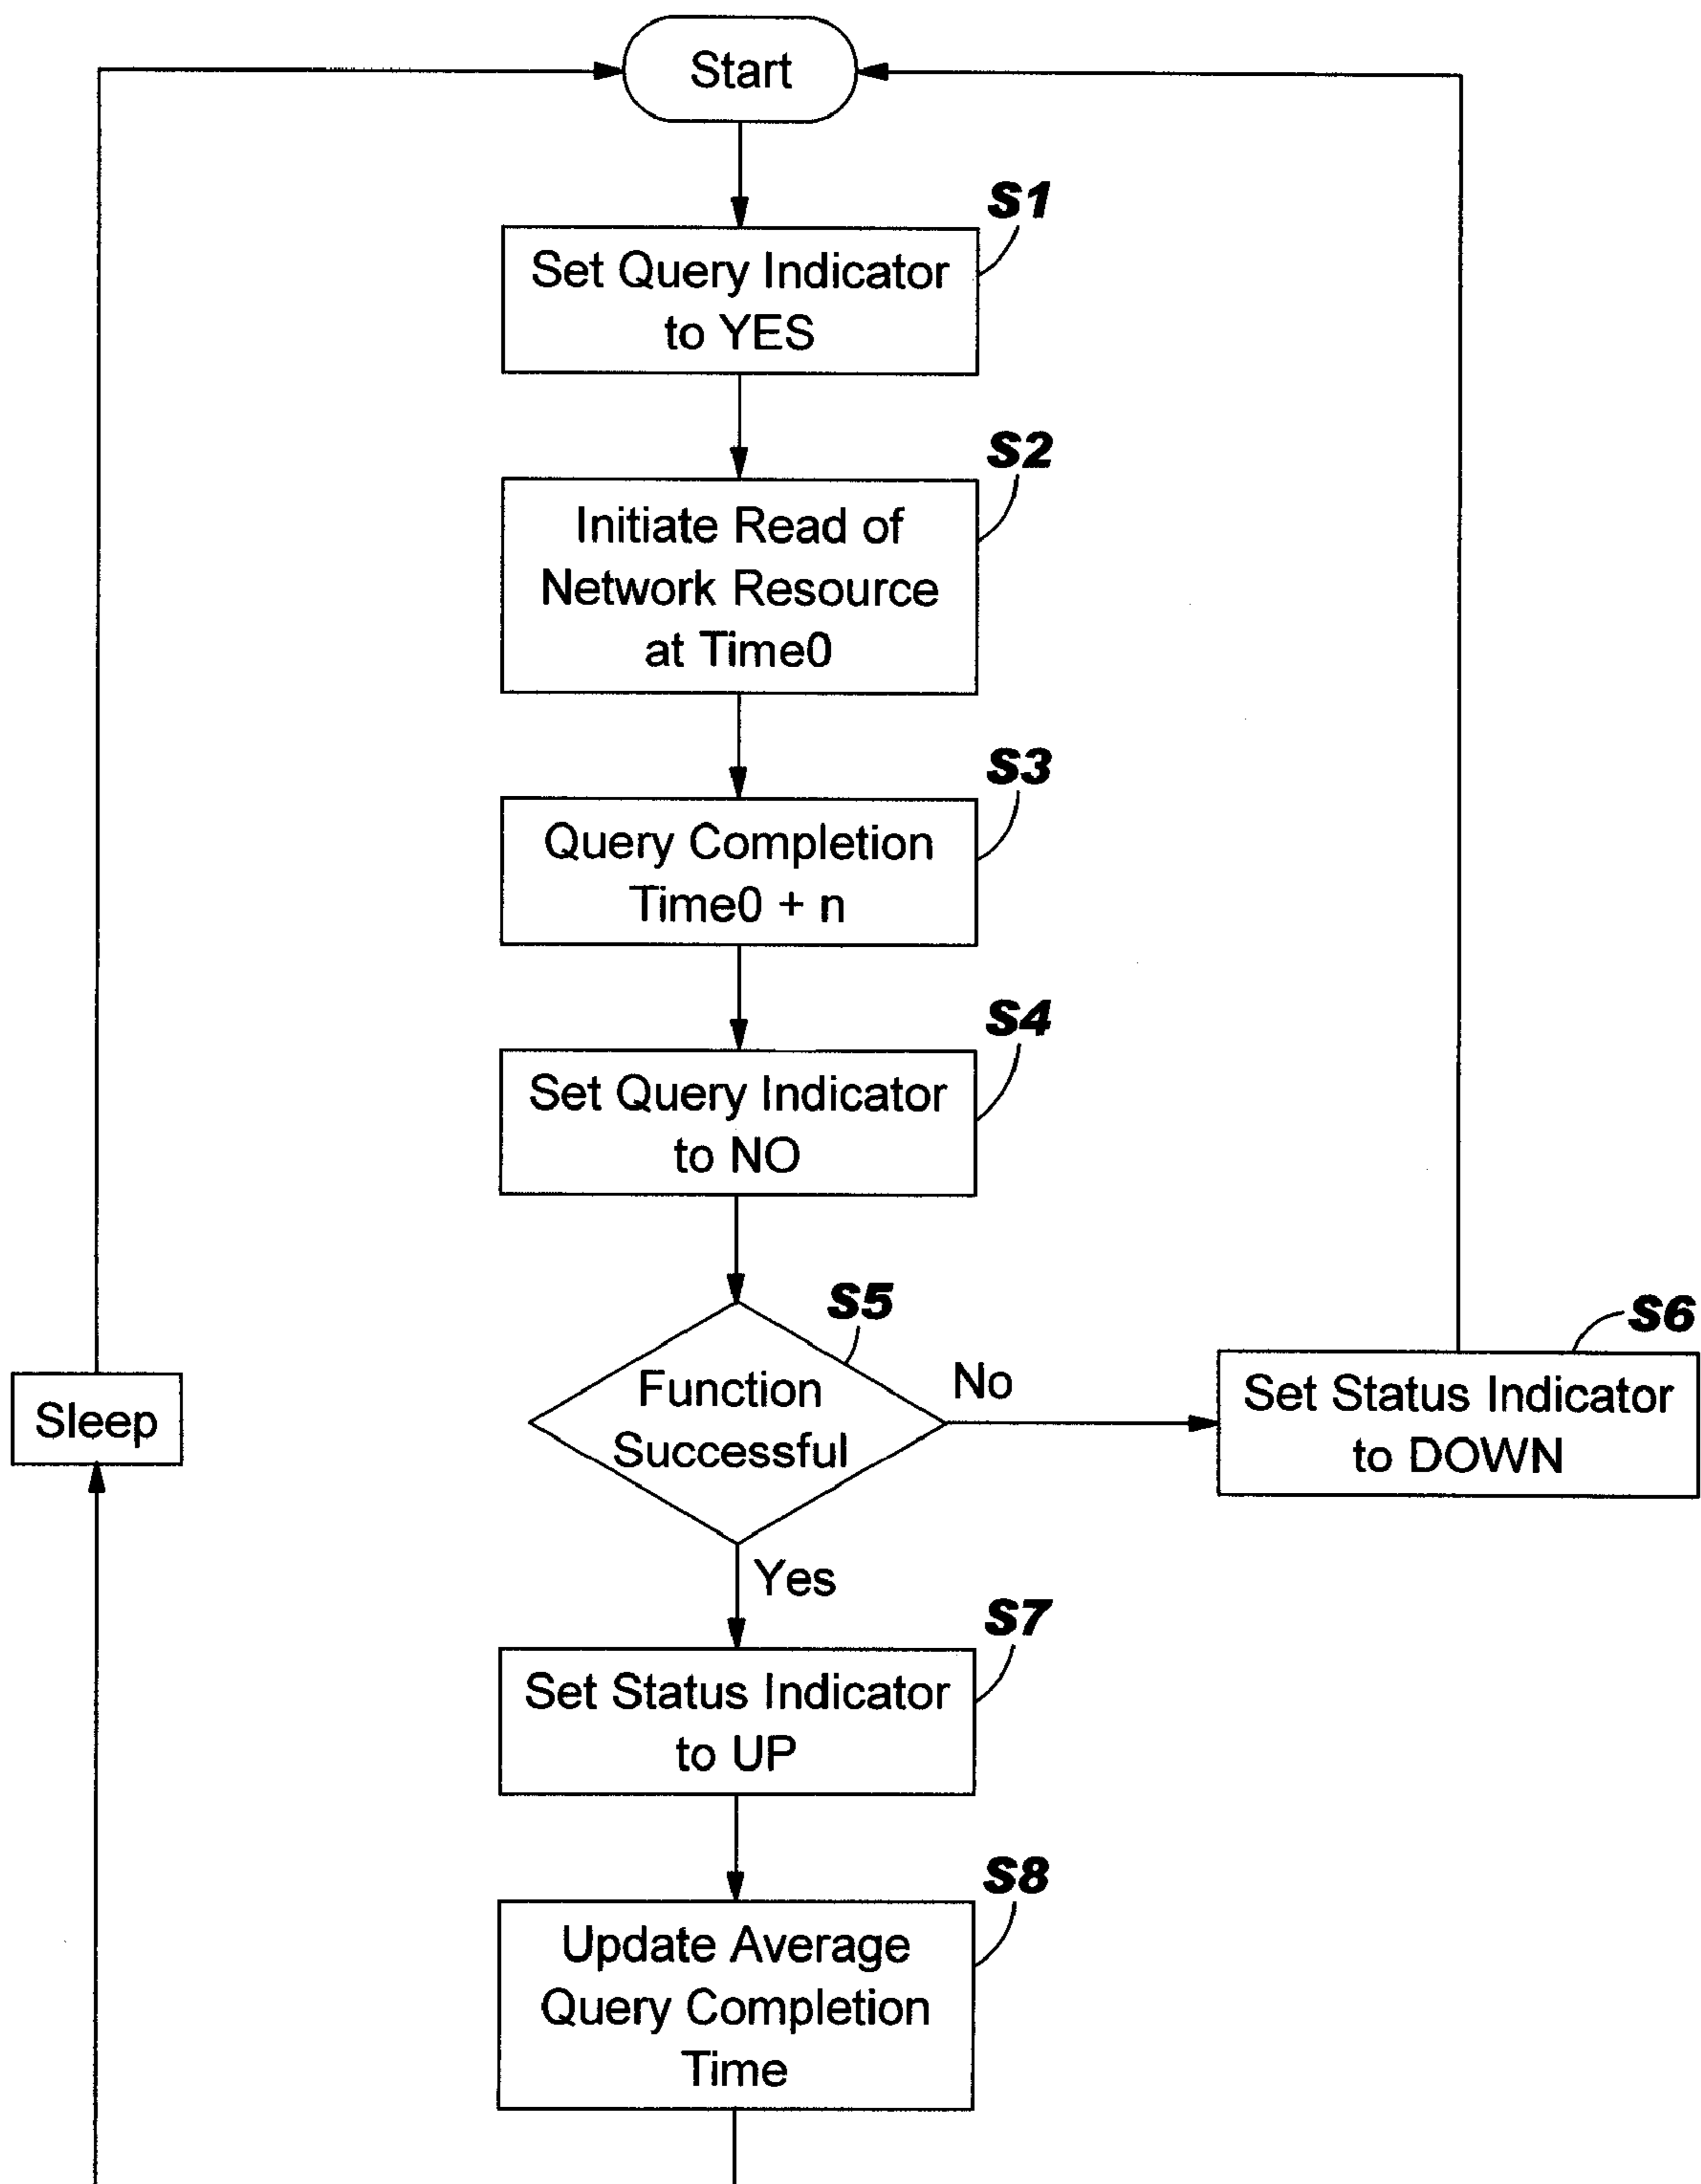 Start
S1
Set Query Indicator
to YES
S2
Initiate Read of
Network Resource
at Time0
S3
Query Completion
Time0 + n
S4
Set Query Indicator
to NO
S5
Function
Successful
No
S6
Set Status Indicator
to DOWN
Sleep
Yes
S7
Set Status Indicator
to UP
S8
Update Average
Query Completion
Time